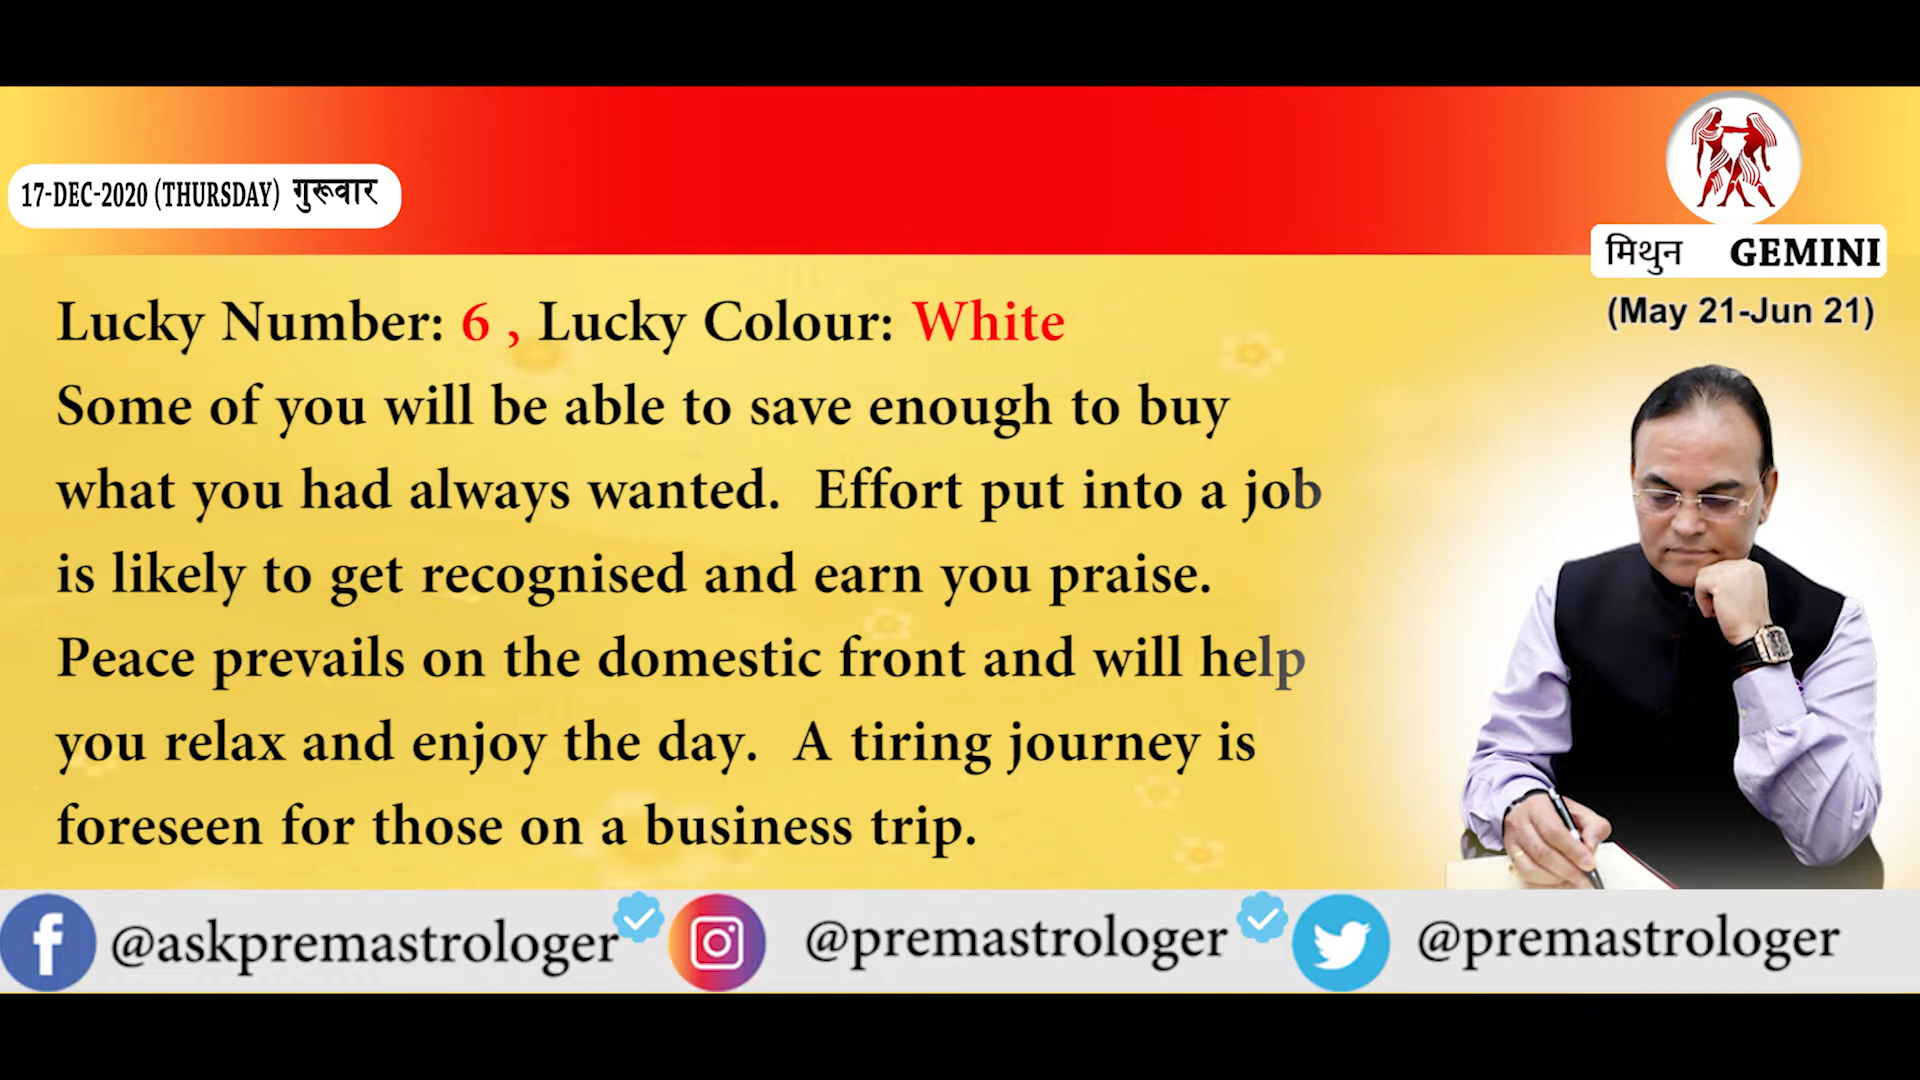 17-DEC-2020 (THURSDAY) गुरूवार
मिथुन GEMINI
(May 21-Jun 21)
Lucky Number: 6 , Lucky Colour: White
Some of you will be able to save enough to buy
what you had always wanted. Effort put into a job
is likely to get recognised and earn you praise.
Peace prevails on the domestic front and will help
you relax and enjoy the day. A tiring journey is
foreseen for those on a business trip.
@askpremastrologer @premastrologer @premastrologer